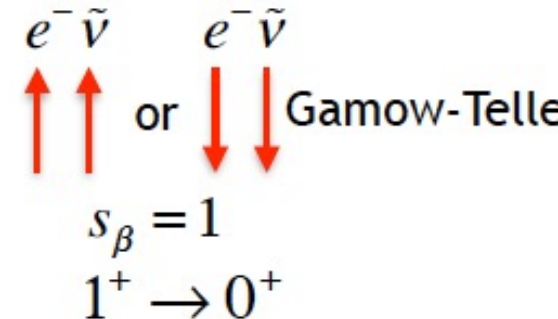 e⁻ ν̃ e⁻ ν̃
or Gamow-Telle
s_β = 1
1⁺ → 0⁺